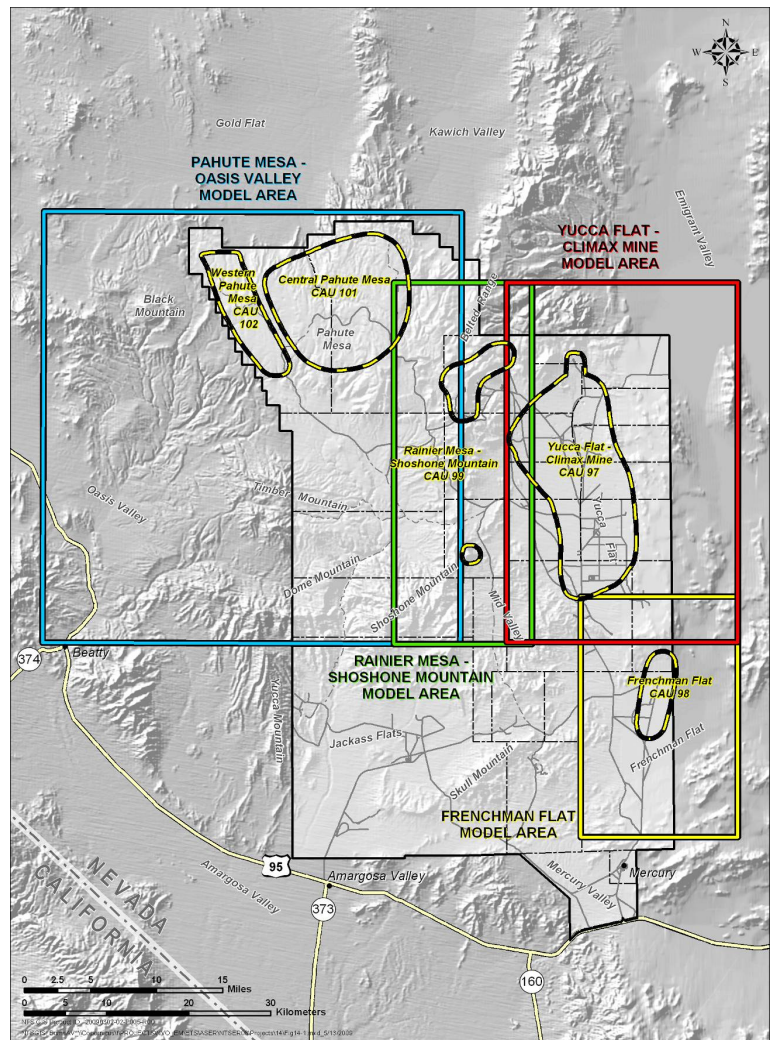 N
W
E
S
Gold Flat
Kawich Valley
PAHUTE MESA -
OASIS VALLEY
MODEL AREA
Emigrant Valley
YUCCA FLAT -
CLIMAX MINE
MODEL AREA
Western
Pahute
Mesa
CAU
102
Central Pahute Mesa
CAU 101
Black
Mountain
Pahute
Mesa
Belted Range
Rainier Mesa -
Shoshone Mountain
CAU 99
Yucca Flat -
Climax Mine
CAU 97
Oasis Valley
Timber Mountain
Yucca Flat
Dome Mountain
Shoshone Mountain
Mid Valley
374
Beatty
RAINIER MESA -
SHOSHONE MOUNTAIN
MODEL AREA
Frenchman Flat
CAU 98
Yucca Mountain
Jackass Flats
Skull Mountain
Frenchman Flat
FRENCHMAN FLAT
MODEL AREA
95
Amargosa Valley
Mercury
Mercury Valley
NEVADA
CALIFORNIA
Amargosa Valley
373
160
0 2.5 5 10 15
Miles
0 5 10 20 30
Kilometers